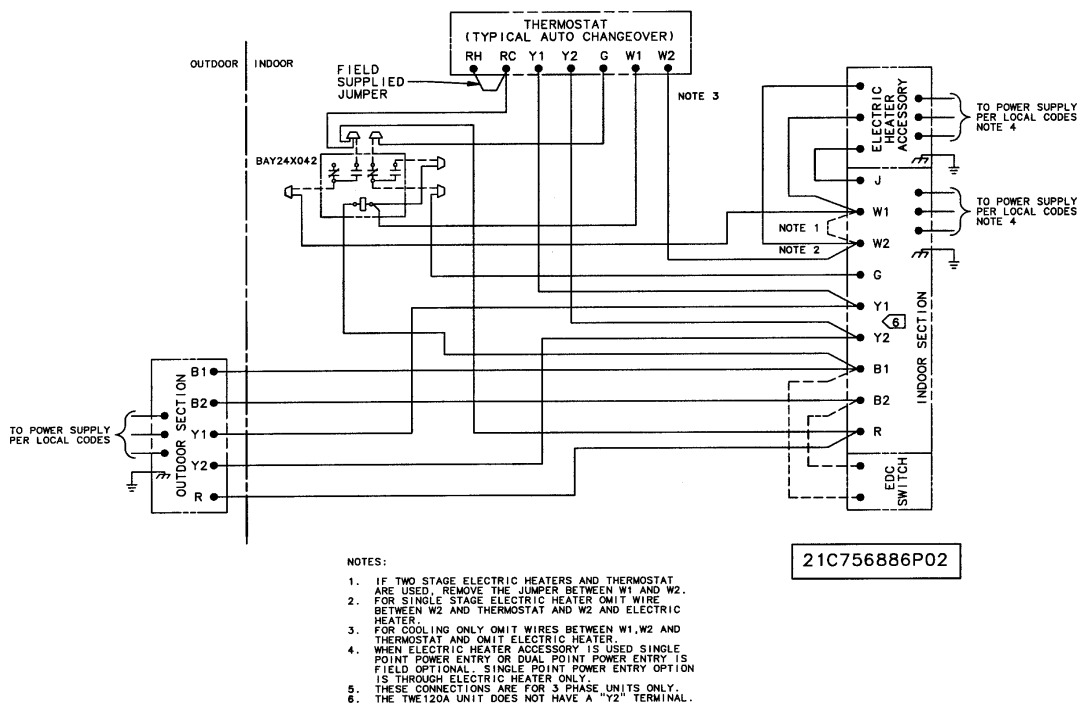 THERMOSTAT
(TYPICAL AUTO CHANGEOVER)
RH RC Y1 Y2 G W1 W2
OUTDOOR INDOOR
FIELD
SUPPLIED
JUMPER
NOTE 3
BAY24X042
ELECTRIC
HEATER
ACCESSORY
TO POWER SUPPLY
PER LOCAL CODES
NOTE 4
J
W1
NOTE 1
W2
NOTE 2
TO POWER SUPPLY
PER LOCAL CODES
NOTE 4
G
Y1
6
Y2
B1
B2
R
INDOOR SECTION
EDC
SWITCH
B1
B2
Y1
Y2
R
OUTDOOR SECTION
TO POWER SUPPLY
PER LOCAL CODES
21C756886P02
NOTES:
1. IF TWO STAGE ELECTRIC HEATERS AND THERMOSTAT
ARE USED, REMOVE THE JUMPER BETWEEN W1 AND W2.
2. FOR SINGLE STAGE ELECTRIC HEATER OMIT WIRE
BETWEEN W2 AND THERMOSTAT AND W2 AND ELECTRIC
HEATER.
3. FOR COOLING ONLY OMIT WIRES BETWEEN W1,W2 AND
THERMOSTAT AND OMIT ELECTRIC HEATER.
4. WHEN ELECTRIC HEATER ACCESSORY IS USED SINGLE
POINT POWER ENTRY OR DUAL POINT POWER ENTRY IS
FIELD OPTIONAL. SINGLE POINT POWER ENTRY OPTION
IS THROUGH ELECTRIC HEATER ONLY.
5. THESE CONNECTIONS ARE FOR 3 PHASE UNITS ONLY.
6. THE TWE120A UNIT DOES NOT HAVE A "Y2" TERMINAL.